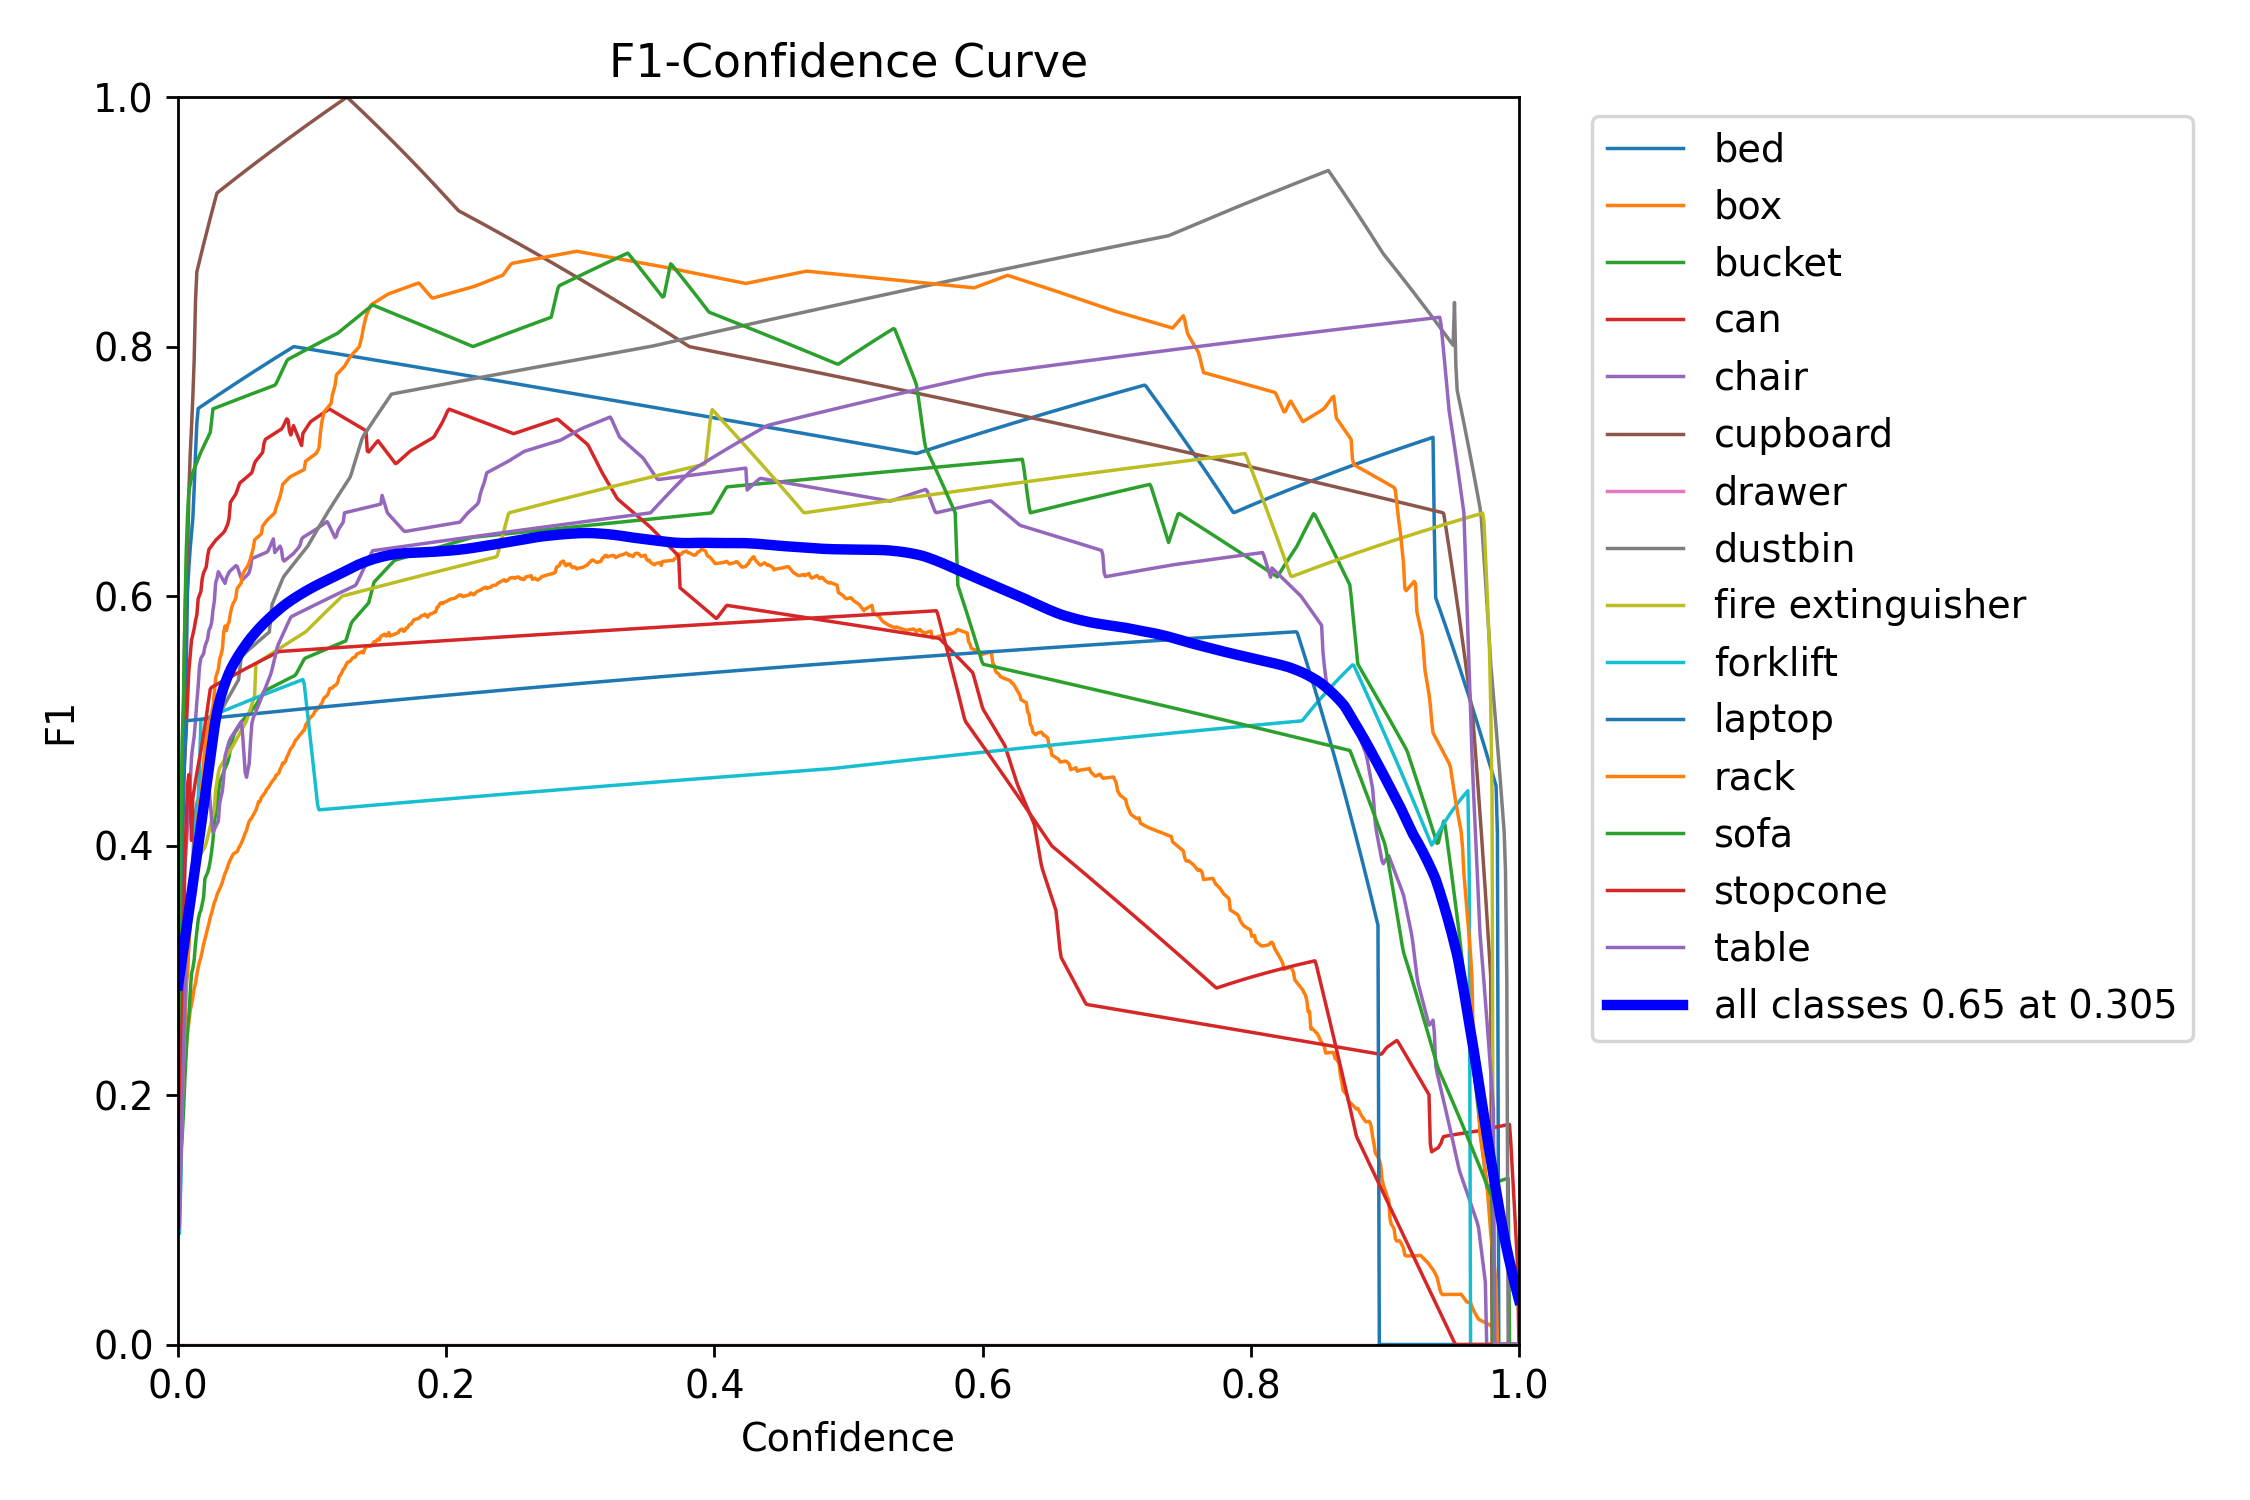 F1-Confidence Curve
1.0
0.8
0.6
0.4
0.2
0.0
F1
0.0 0.2 0.4 0.6 0.8 1.0
Confidence
bed
box
bucket
can
chair
cupboard
drawer
dustbin
fire extinguisher
forklift
laptop
rack
sofa
stopcone
table
all classes 0.65 at 0.305